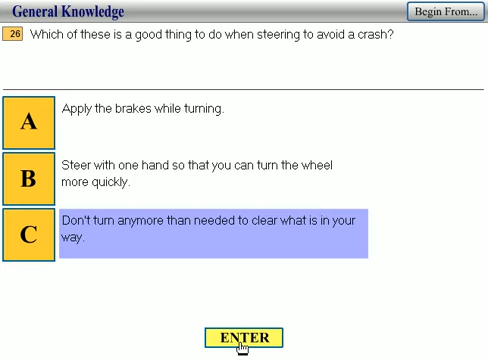 General Knowledge
Begin From...
26 Which of these is a good thing to do when steering to avoid a crash?
A Apply the brakes while turning.
B Steer with one hand so that you can turn the wheel
more quickly.
C Don't turn anymore than needed to clear what is in your
way.
ENTER